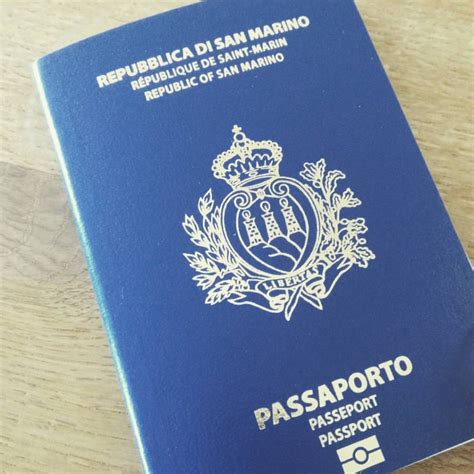 REPUBBLICA DI SAN MARINO
RÉPUBLIQUE DE SAINT-MARIN
REPUBLIC OF SAN MARINO
LIBERTAS
PASSAPORTO
PASSEPORT
PASSPORT